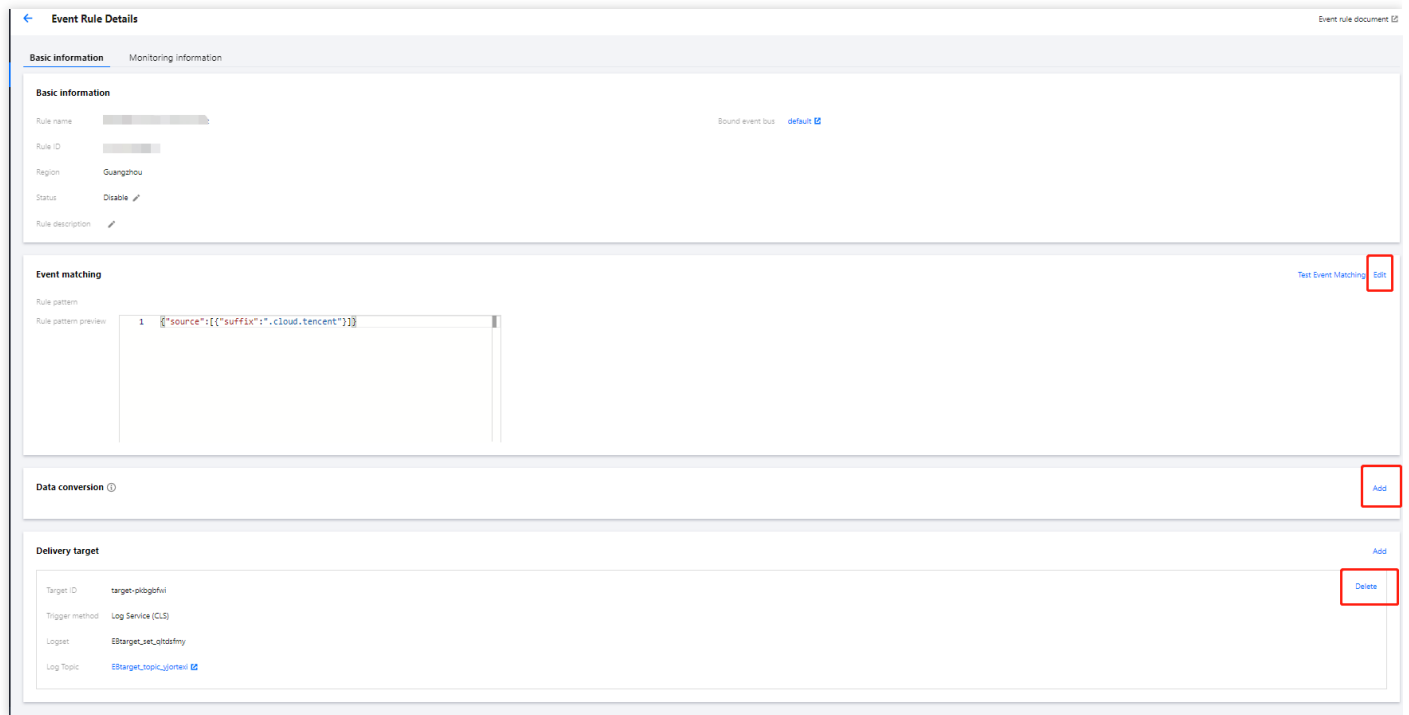 Event Rule Details
Event rule document
Basic information Monitoring information
Basic information
Rule name
Bound event bus default
Rule ID
Region Guangzhou
Status Disable
Rule description
Event matching
Test Event Matching Edit
Rule pattern
Rule pattern preview
1 {"source":[{"suffix":".cloud.tencent"}]}
Data conversion
Add
Delivery target
Add
Target ID target-pkbgbfwi
Delete
Trigger method Log Service (CLS)
Logset EBtarget_set_qltdsfmy
Log Topic EBtarget_topic_yjortexi